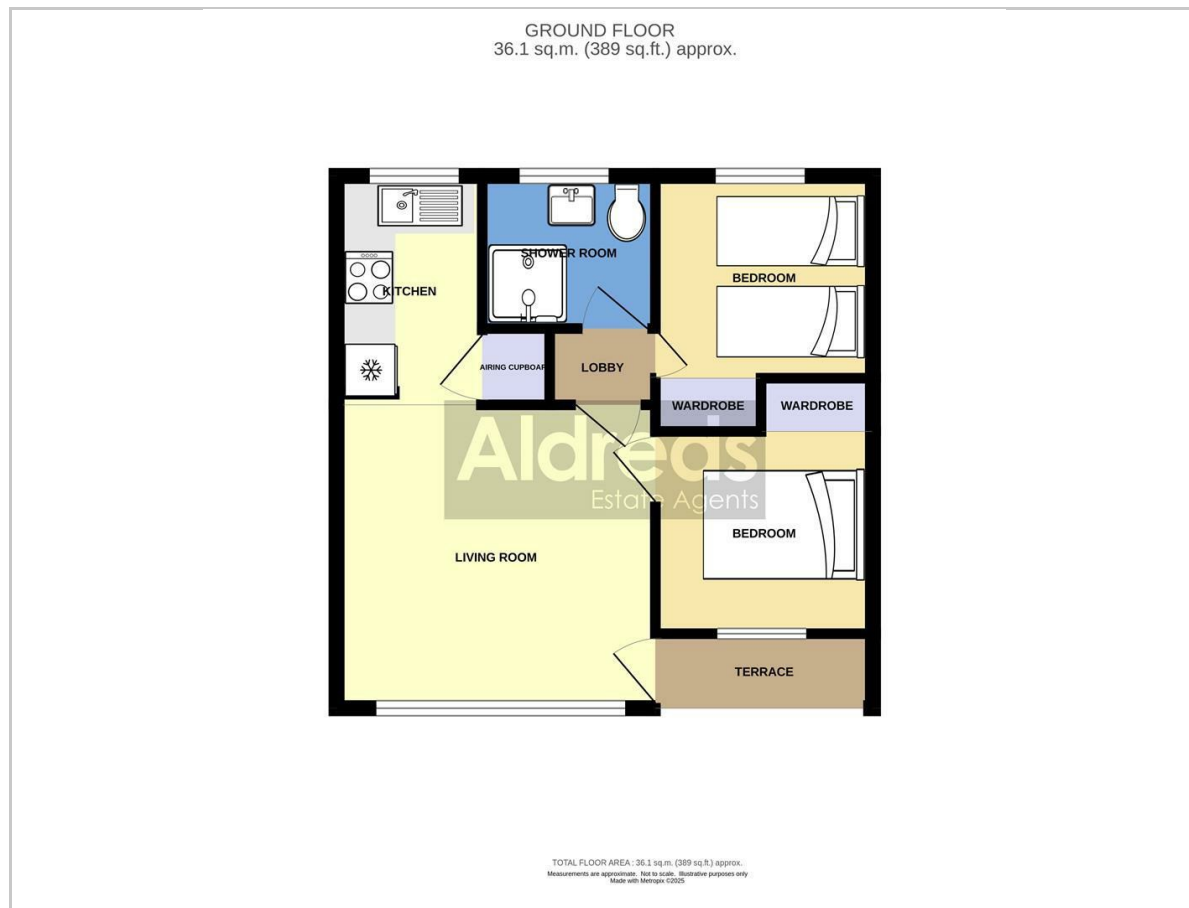 GROUND FLOOR
36.1 sq.m. (389 sq.ft.) approx.
SHOWER ROOM
BEDROOM
KITCHEN
AIRING CUPBOAR
LOBBY
WARDROBE
WARDROBE
Aldreds
Estate Agents
BEDROOM
LIVING ROOM
TERRACE
TOTAL FLOOR AREA : 36.1 sq.m. (389 sq.ft.) approx.
Measurements are approximate. Not to scale. Illustrative purposes only
Made with Metropix ©2025